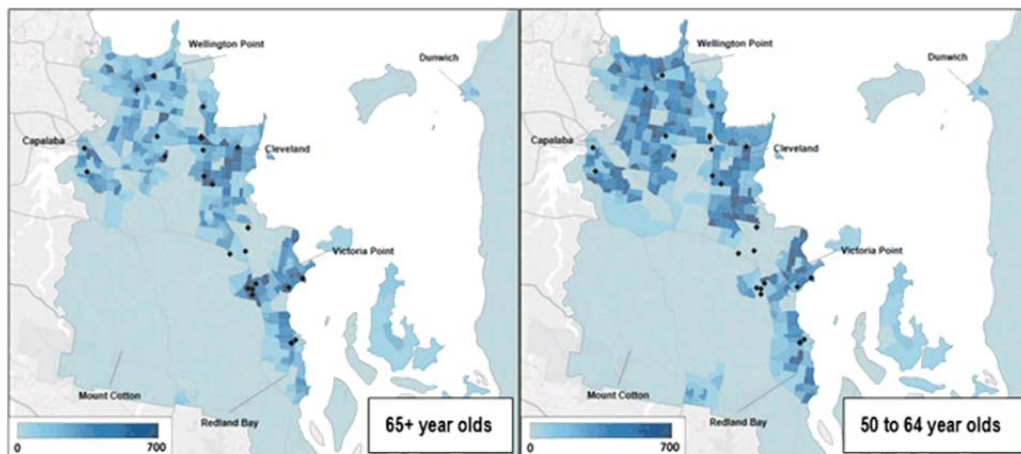 Wellington Point
Dunwich
Capalaba
Cleveland
Victoria Point
Mount Cotton
Redland Bay
0 700
65+ year olds
Wellington Point
Dunwich
Capalaba
Cleveland
Victoria Point
Mount Cotton
Redland Bay
0 700
50 to 64 year olds